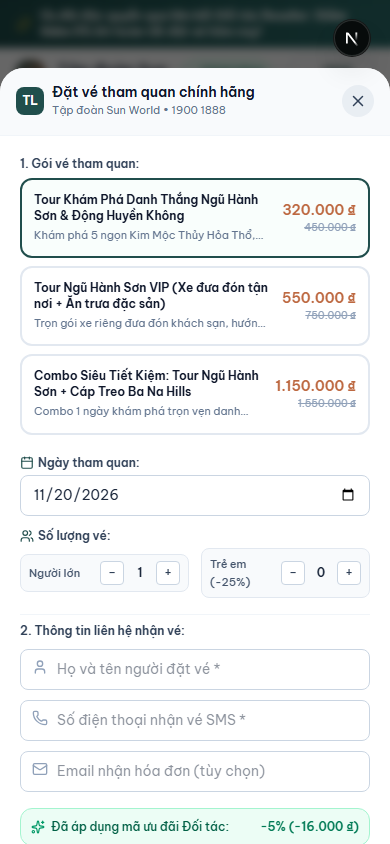 N
TL
Đặt vé tham quan chính hãng
Tập đoàn Sun World • 1900 1888
1. Gói vé tham quan:
Tour Khám Phá Danh Thắng Ngũ Hành
Sơn & Động Huyền Không
320.000 ₫
450.000 ₫
Khám phá 5 ngọn Kim Mộc Thủy Hỏa Thổ,...
Tour Ngũ Hành Sơn VIP (Xe đưa đón tận
nơi + Ăn trưa đặc sản)
550.000 ₫
750.000 ₫
Trọn gói xe riêng đưa đón khách sạn, hướn...
Combo Siêu Tiết Kiệm: Tour Ngũ Hành
Sơn + Cáp Treo Ba Na Hills
1.150.000 ₫
1.550.000 ₫
Combo 1 ngày khám phá trọn vẹn danh...
Ngày tham quan:
11/20/2026
Số lượng vé:
Người lớn
−
1
+
Trẻ em
(-25%)
−
0
+
2. Thông tin liên hệ nhận vé:
Họ và tên người đặt vé *
Số điện thoại nhận vé SMS *
Email nhận hóa đơn (tùy chọn)
Đã áp dụng mã ưu đãi Đối tác:
-5% (-16.000 ₫)